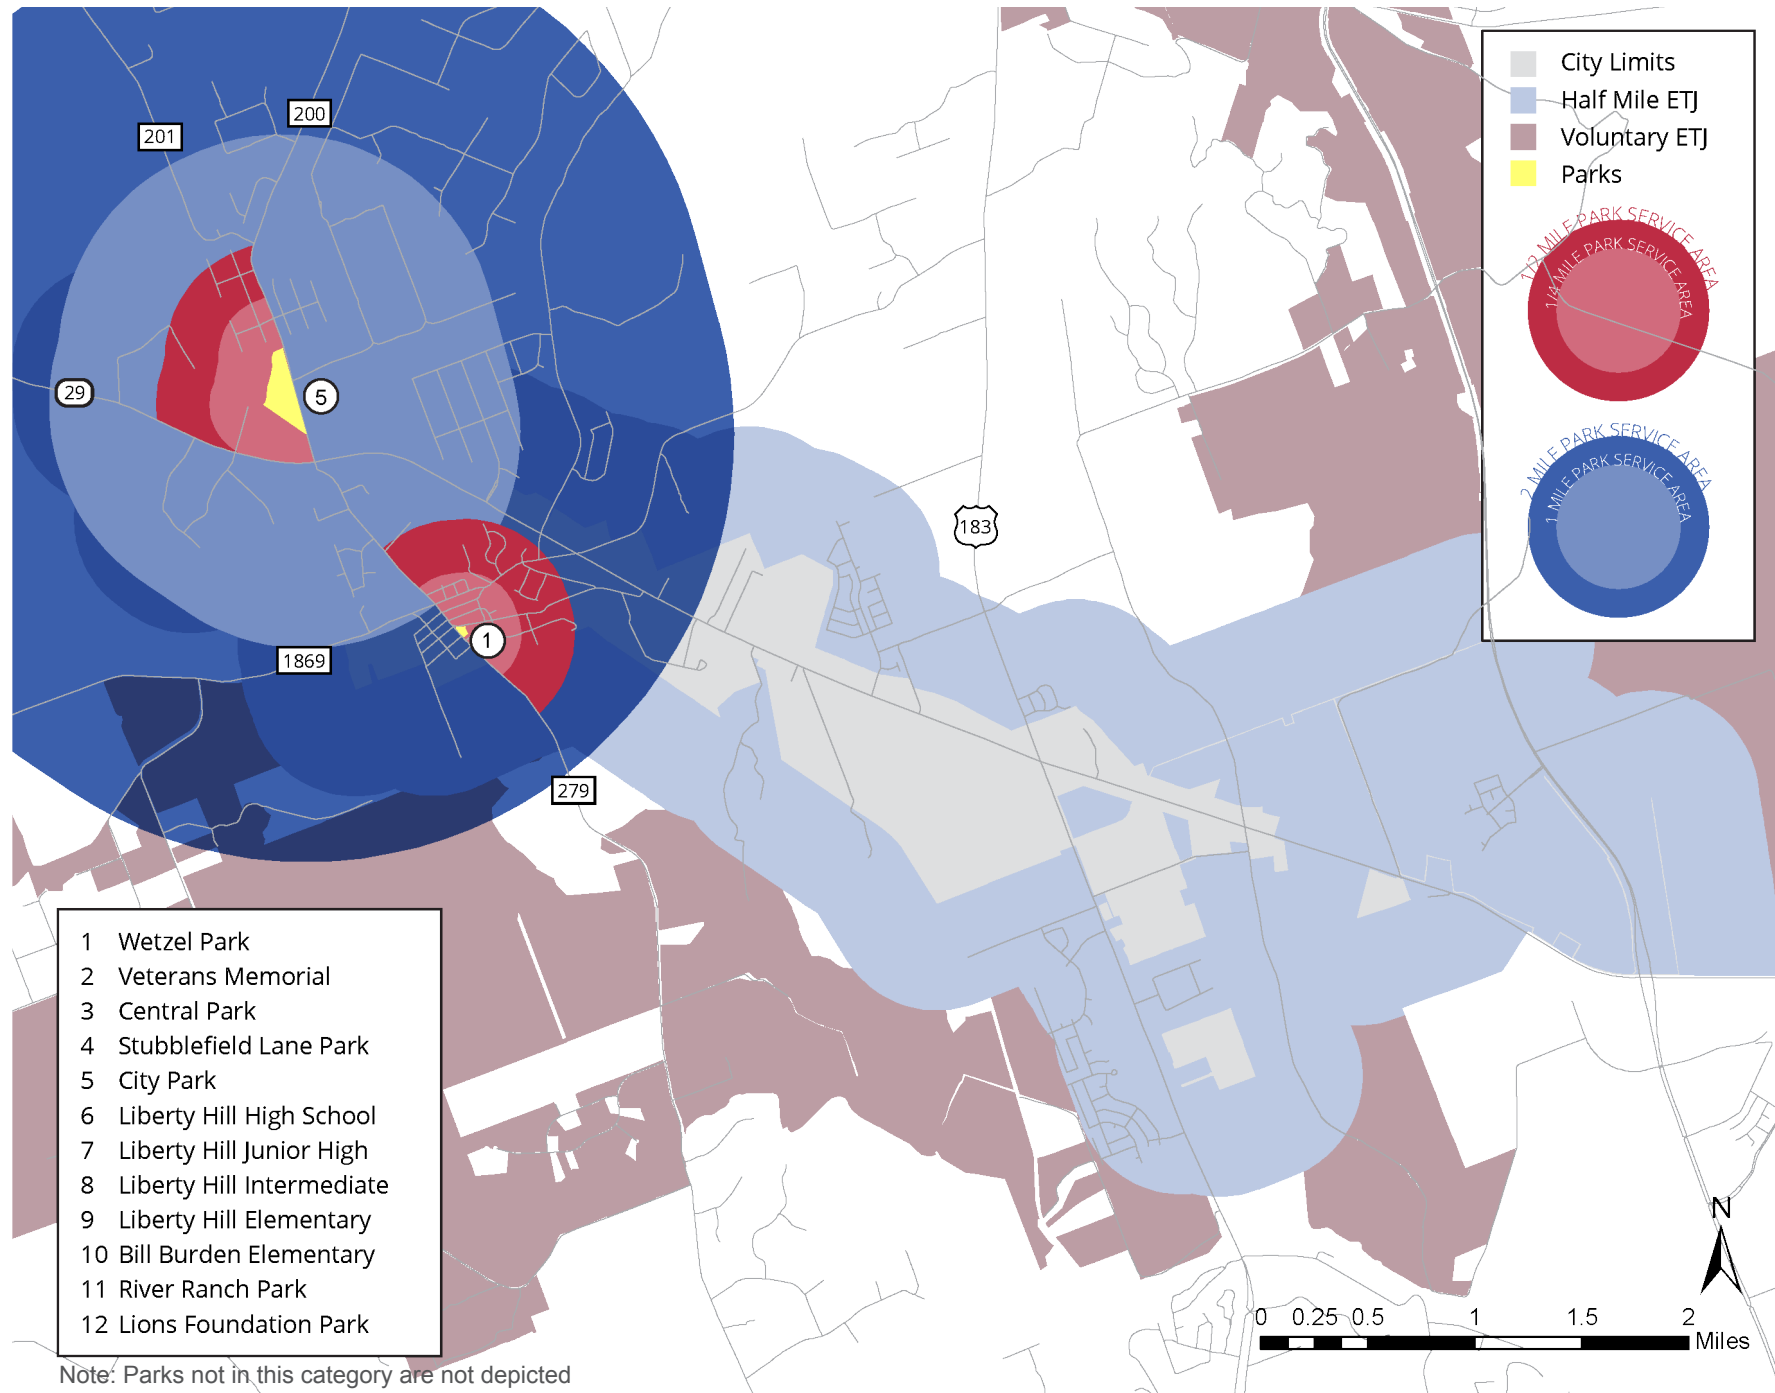 City Limits
Half Mile ETJ
Voluntary ETJ
Parks
1/2 MILE PARK SERVICE AREA
1/4 MILE PARK SERVICE AREA
2 MILE PARK SERVICE AREA
1 MILE PARK SERVICE AREA
200
201
29
5
183
1
1869
279
1 Wetzel Park
2 Veterans Memorial
3 Central Park
4 Stubblefield Lane Park
5 City Park
6 Liberty Hill High School
7 Liberty Hill Junior High
8 Liberty Hill Intermediate
9 Liberty Hill Elementary
10 Bill Burden Elementary
11 River Ranch Park
12 Lions Foundation Park
Note: Parks not in this category are not depicted
N
0 0.25 0.5 1 1.5 2
Miles